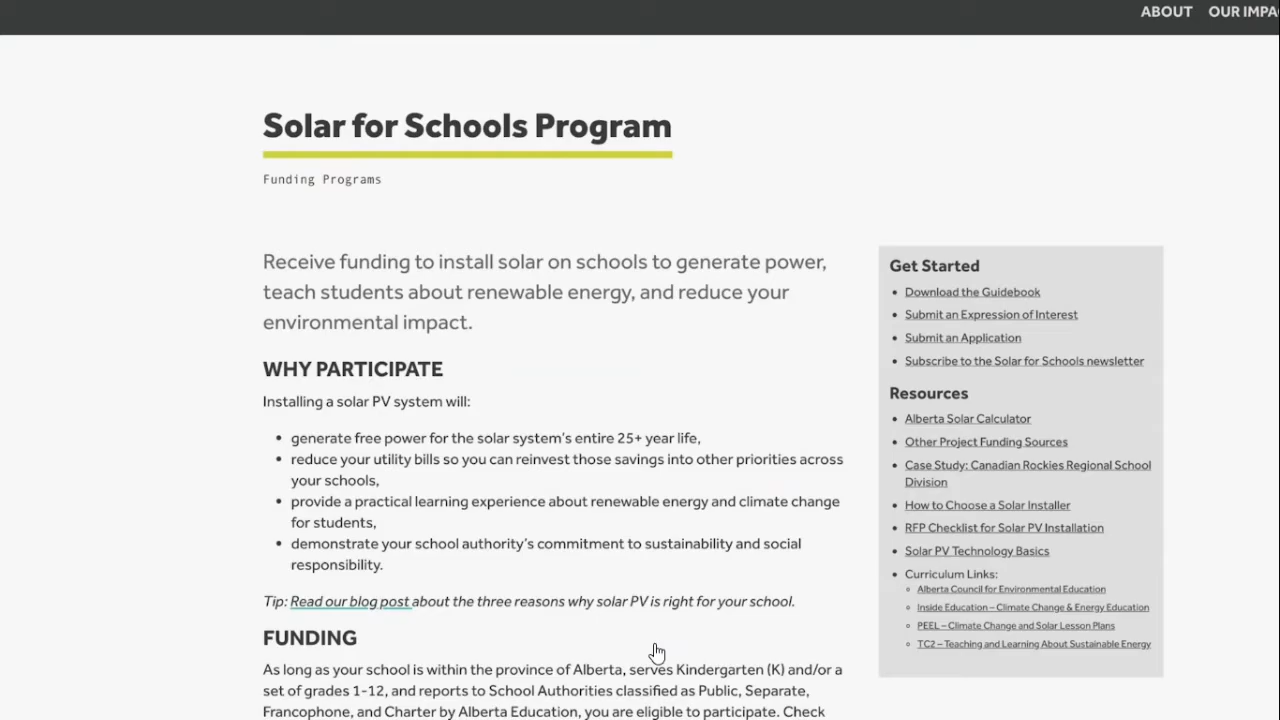 ABOUT OUR IMPA
Solar for Schools Program
Funding Programs
Receive funding to install solar on schools to generate power,
teach students about renewable energy, and reduce your
environmental impact.
WHY PARTICIPATE
Installing a solar PV system will:
• generate free power for the solar system's entire 25+ year life,
• reduce your utility bills so you can reinvest those savings into other priorities across
your schools,
• provide a practical learning experience about renewable energy and climate change
for students,
• demonstrate your school authority's commitment to sustainability and social
responsibility.
Tip: Read our blog post about the three reasons why solar PV is right for your school.
FUNDING
As long as your school is within the province of Alberta, serves Kindergarten (K) and/or a
set of grades 1-12, and reports to School Authorities classified as Public, Separate,
Francophone, and Charter by Alberta Education, you are eligible to participate. Check
Get Started
• Download the Guidebook
• Submit an Expression of Interest
• Submit an Application
• Subscribe to the Solar for Schools newsletter
Resources
• Alberta Solar Calculator
• Other Project Funding Sources
• Case Study: Canadian Rockies Regional School
Division
• How to Choose a Solar Installer
• RFP Checklist for Solar PV Installation
• Solar PV Technology Basics
• Curriculum Links:
◦ Alberta Council for Environmental Education
◦ Inside Education – Climate Change & Energy Education
◦ PEEL – Climate Change and Solar Lesson Plans
◦ TC2 – Teaching and Learning About Sustainable Energy